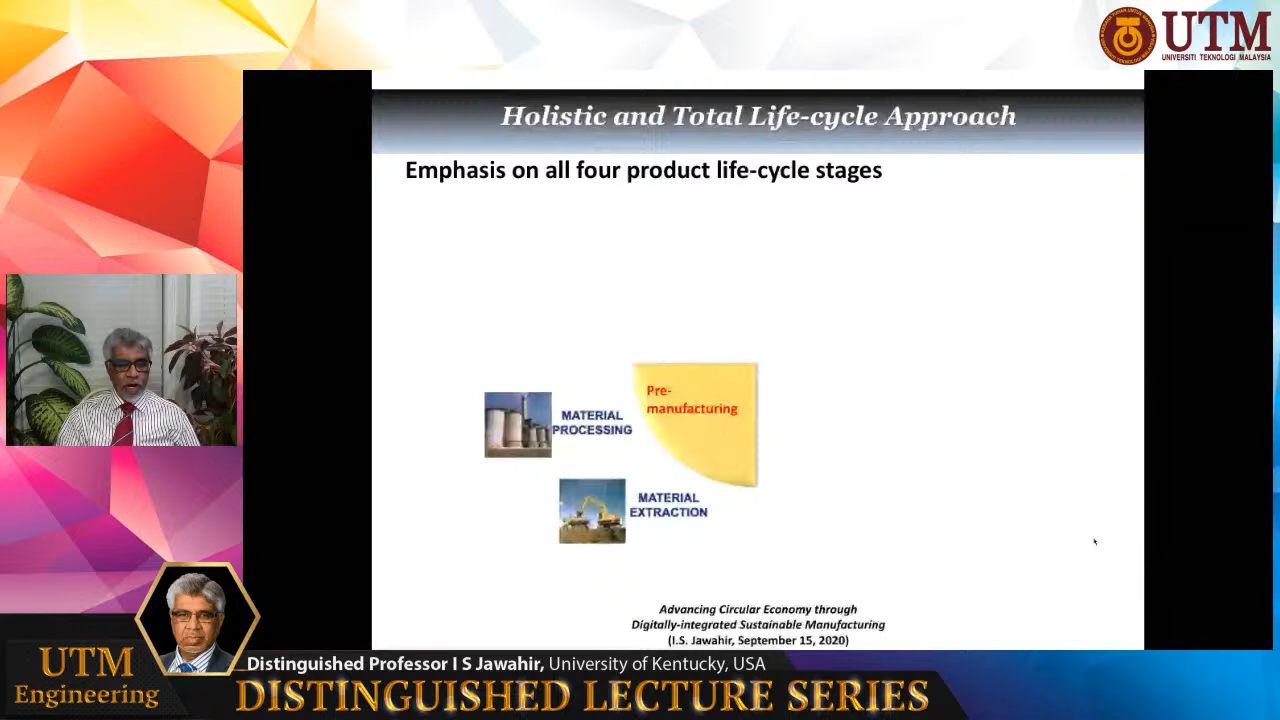 UTM
UNIVERSITI TEKNOLOGI MALAYSIA
Holistic and Total Life-cycle Approach
Emphasis on all four product life-cycle stages
Pre-
manufacturing
MATERIAL
PROCESSING
MATERIAL
EXTRACTION
Advancing Circular Economy through
Digitally-integrated Sustainable Manufacturing
(I.S. Jawahir, September 15, 2020)
Distinguished Professor I S Jawahir, University of Kentucky, USA
UTM
Engineering
DISTINGUISHED LECTURE SERIES